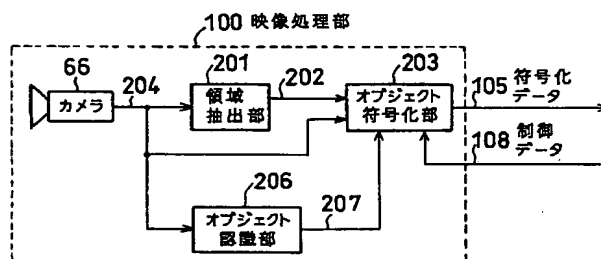 100 映像処理部
66
カメラ
204
201
領域
抽出部
202
203
オブジェクト
符号化部
105 符号化
データ
108 制御
データ
206
オブジェクト
認識部
207